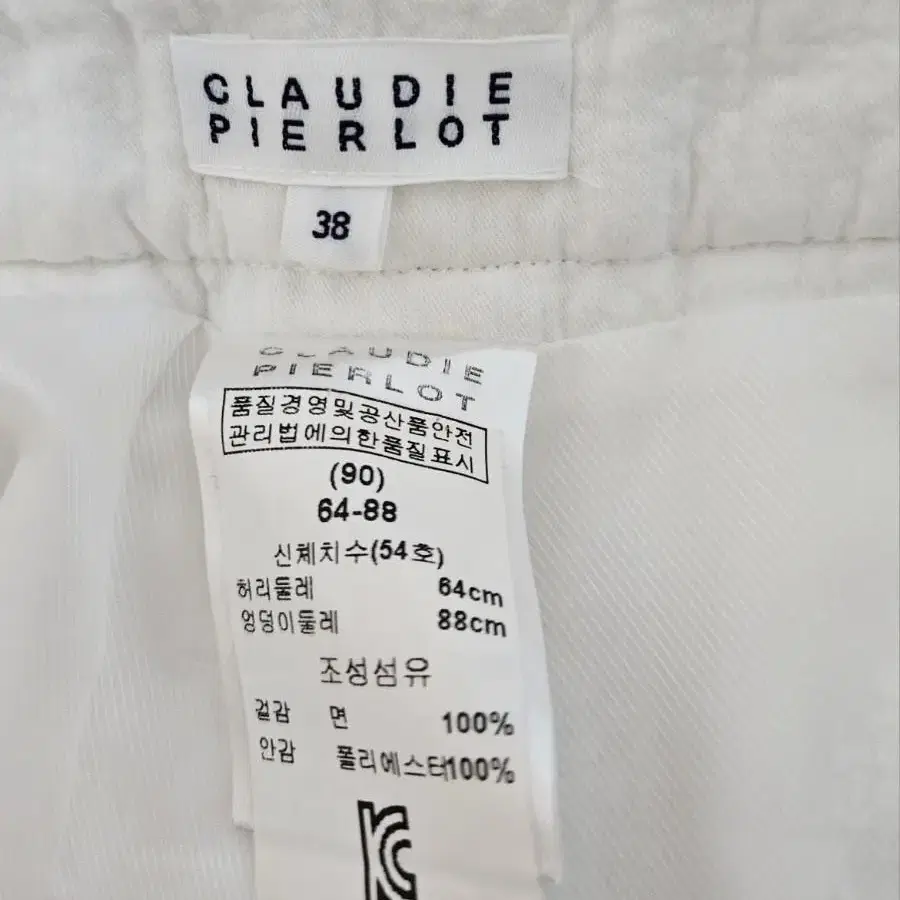 CLAUDIE
PIERLOT
38
CLAUDIE
PIERLOT
품질경영및공산품안전
관리법에의한품질표시
(90)
64-88
신체치수(54호)
허리둘레 64cm
엉덩이둘레 88cm
조성섬유
겉감 면 100%
안감 폴리에스터100%